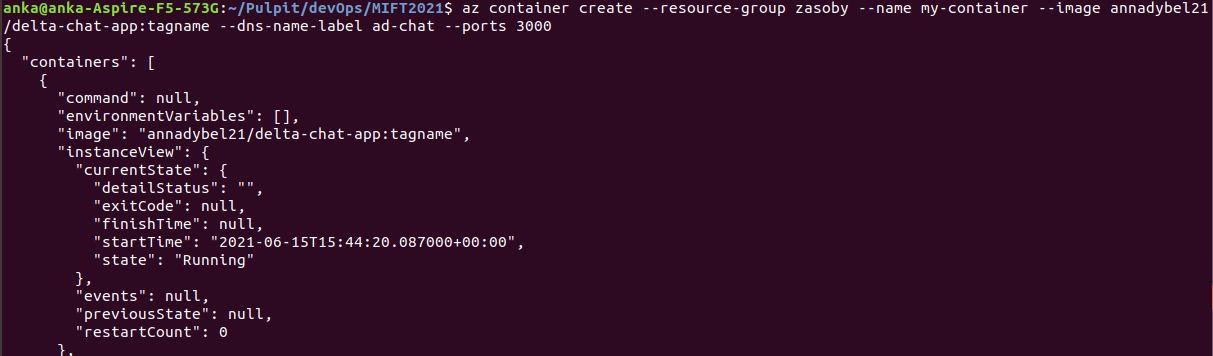 anka@anka-Aspire-F5-573G:~/Pulpit/devOps/MIFT2021$ az container create --resource-group zasoby --name my-container --image annadybel21
/delta-chat-app:tagname --dns-name-label ad-chat --ports 3000
{
  "containers": [
    {
      "command": null,
      "environmentVariables": [],
      "image": "annadybel21/delta-chat-app:tagname",
      "instanceView": {
        "currentState": {
          "detailStatus": "",
          "exitCode": null,
          "finishTime": null,
          "startTime": "2021-06-15T15:44:20.087000+00:00",
          "state": "Running"
        },
        "events": null,
        "previousState": null,
        "restartCount": 0
      },